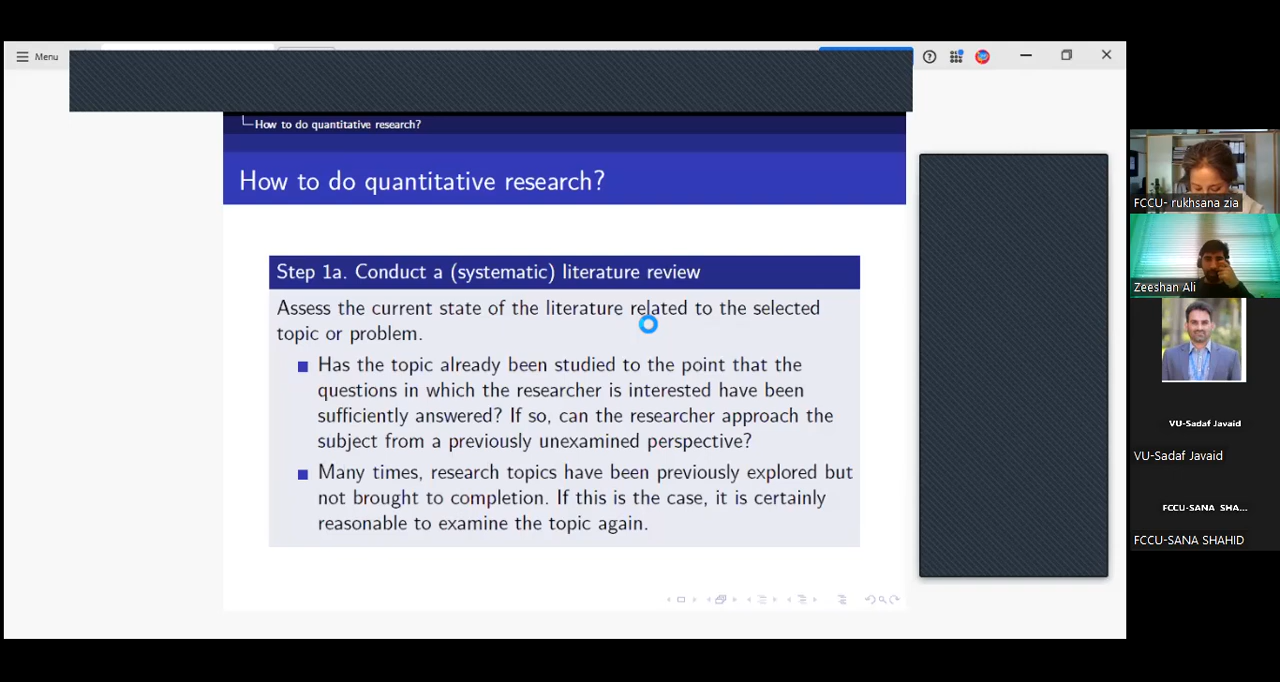 Menu
How to do quantitative research?
How to do quantitative research?
Step 1a. Conduct a (systematic) literature review
Assess the current state of the literature related to the selected
topic or problem.
Has the topic already been studied to the point that the
questions in which the researcher is interested have been
sufficiently answered? If so, can the researcher approach the
subject from a previously unexamined perspective?
Many times, research topics have been previously explored but
not brought to completion. If this is the case, it is certainly
reasonable to examine the topic again.
FCCU- rukhsana zia
Zeeshan Ali
VU-Sadaf Javaid
VU-Sadaf Javaid
FCCU-SANA SHA...
FCCU-SANA SHAHID